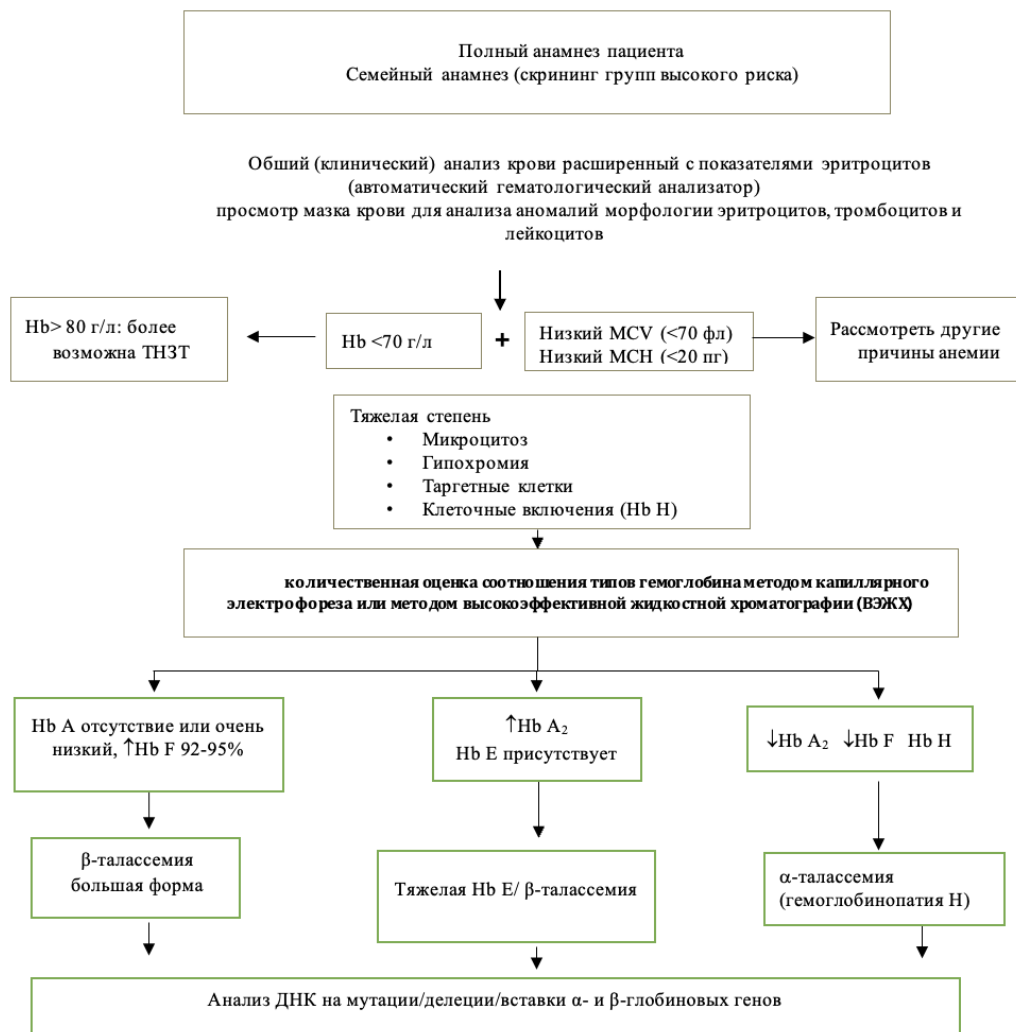 Полный анамнез пациента
Семейный анамнез (скрининг групп высокого риска)
Обший (клинический) анализ крови расширенный с показателями эритроцитов
(автоматический гематологический анализатор)
просмотр мазка крови для анализа аномалий морфологии эритроцитов, тромбоцитов и
лейкоцитов
Hb> 80 г/л: более
возможна ТНЗТ
Hb <70 г/л
+
Низкий MCV (<70 фл)
Низкий MCH (<20 пг)
Рассмотреть другие
причины анемии
Тяжелая степень
• Микроцитоз
• Гипохромия
• Таргетные клетки
• Клеточные включения (Hb H)
количественная оценка соотношения типов гемоглобина методом капиллярного
электрофореза или методом высокоэффективной жидкостной хроматографии (ВЭЖХ)
Hb A отсутствие или очень
низкий, ↑Hb F 92-95%
↑Hb A₂
Hb E присутствует
↓Hb A₂ ↓Hb F Hb H
β-талассемия
большая форма
Тяжелая Hb E/ β-талассемия
α-талассемия
(гемоглобинопатия H)
Анализ ДНК на мутации/делеции/вставки α- и β-глобиновых генов